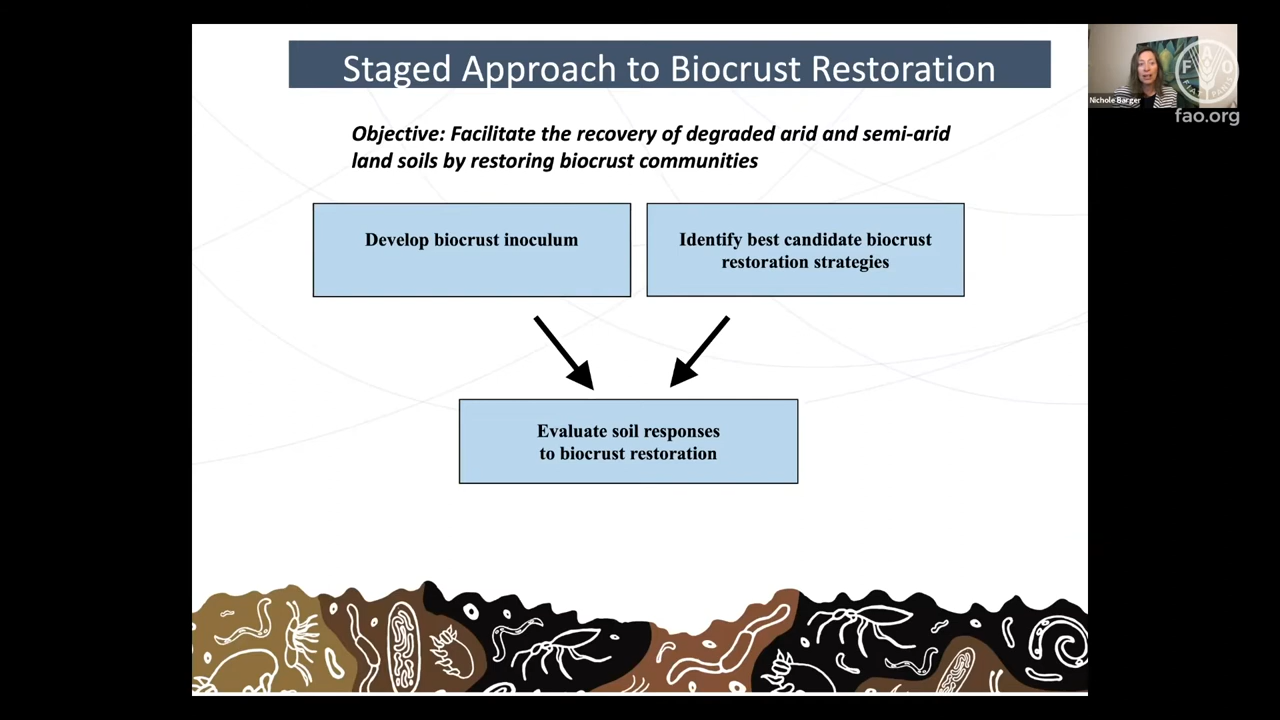 Staged Approach to Biocrust Restoration
Objective: Facilitate the recovery of degraded arid and semi-arid
land soils by restoring biocrust communities
Develop biocrust inoculum
Identify best candidate biocrust
restoration strategies
Evaluate soil responses
to biocrust restoration
Nichole Barger
F A O
FIAT PANIS
fao.org